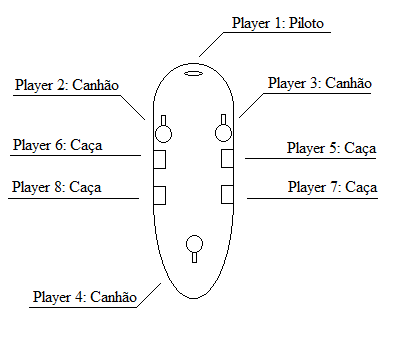 Player 1: Piloto
Player 2: Canhão
Player 3: Canhão
Player 6: Caça
Player 5: Caça
Player 8: Caça
Player 7: Caça
Player 4: Canhão